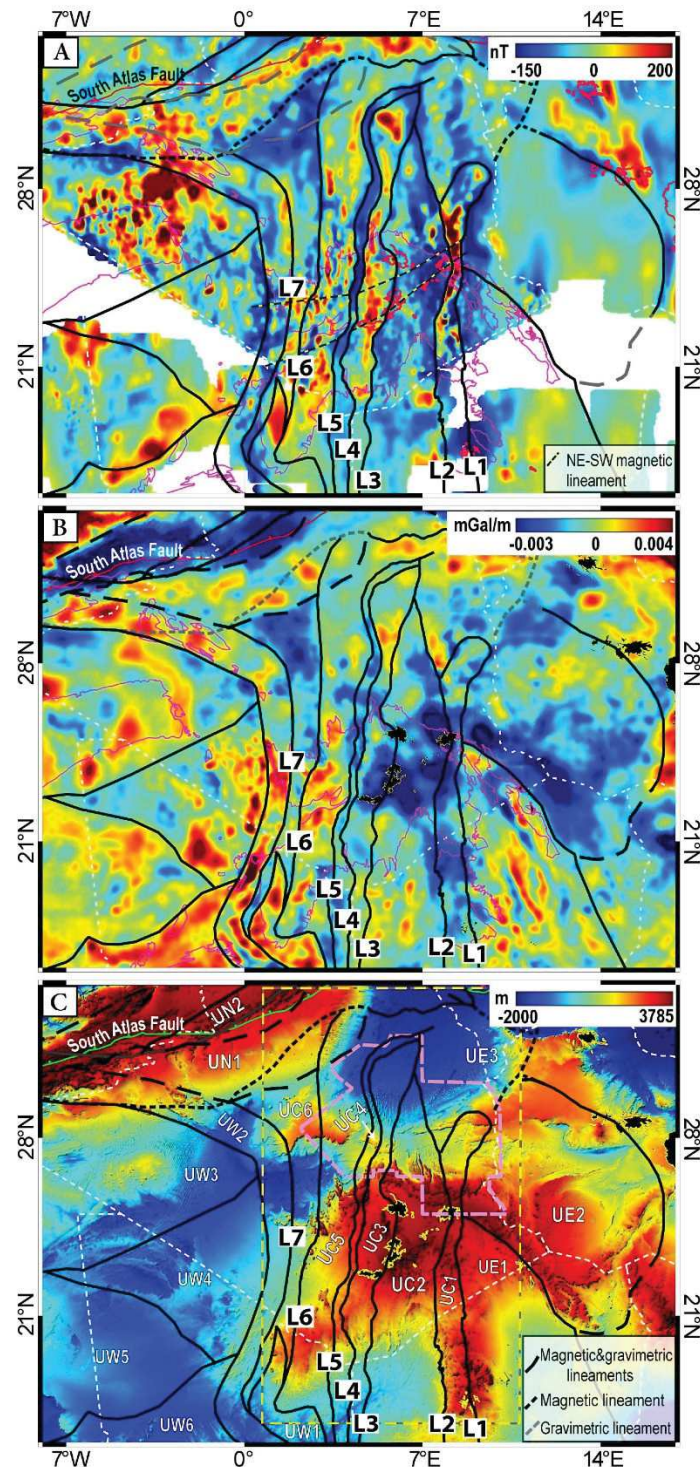 7°W 0° 7°E 14°E
A
nT
-150 0 200
South Atlas Fault
28°N 28°N
L7
21°N 21°N
L6
L5
L4
L3 L2 L1
NE-SW magnetic
lineament
B
mGal/m
-0.003 0 0.004
South Atlas Fault
28°N 28°N
L7
21°N 21°N
L6
L5
L4
L3 L2 L1
C
m
-2000 3785
South Atlas Fault
UN2
UN1 UE3
UC6 UC4
28°N 28°N
UW2
UW3
L7 UC5 UC3 UE2
UW4 UC2 UC1 UE1
21°N 21°N
L6
UW5 L5
L4
UW6 UW1 L3 L2 L1
Magnetic&gravimetric
lineaments
Magnetic lineament
Gravimetric lineament
7°W 0° 7°E 14°E